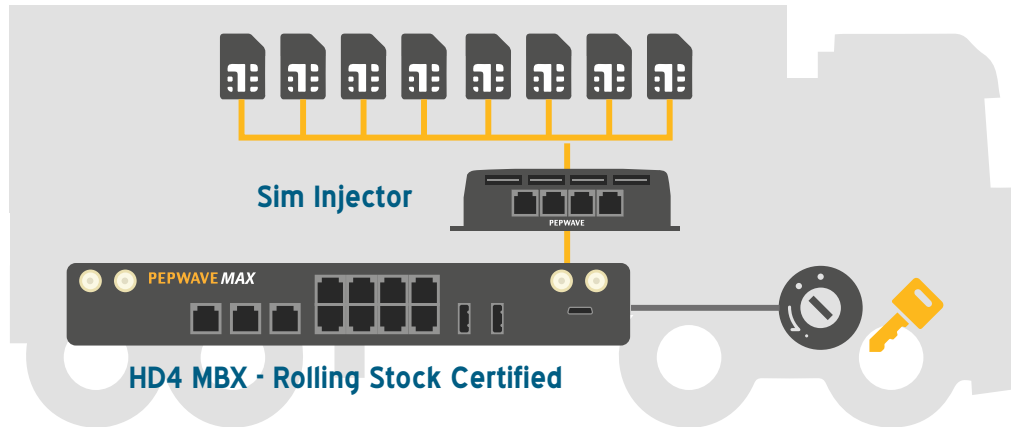 Sim Injector
PEPWAVE
PEPWAVE MAX
HD4 MBX - Rolling Stock Certified